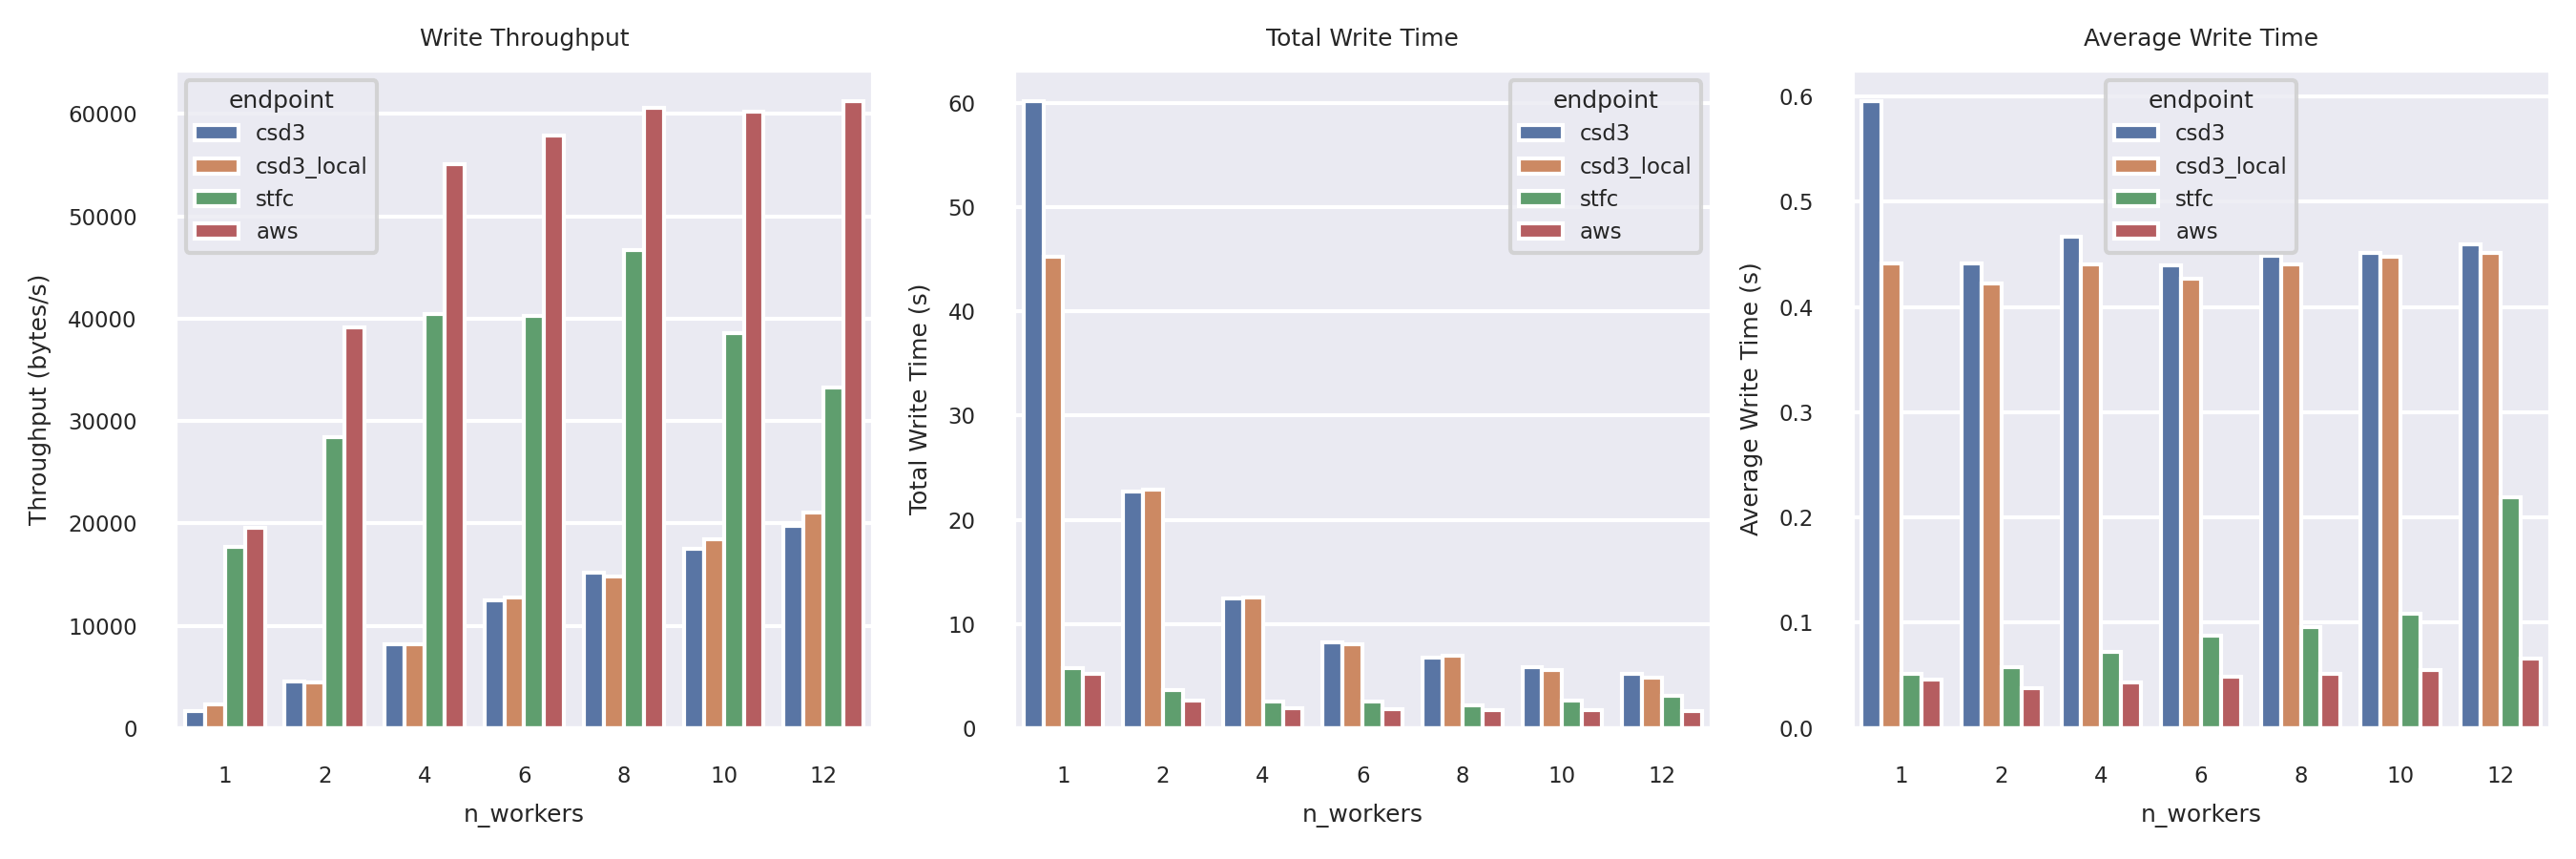 Write Throughput
Throughput (bytes/s)
60000
50000
40000
30000
20000
10000
0
endpoint
csd3
csd3_local
stfc
aws
1 2 4 6 8 10 12
n_workers
Total Write Time
Total Write Time (s)
60
50
40
30
20
10
0
endpoint
csd3
csd3_local
stfc
aws
1 2 4 6 8 10 12
n_workers
Average Write Time
Average Write Time (s)
0.6
0.5
0.4
0.3
0.2
0.1
0.0
endpoint
csd3
csd3_local
stfc
aws
1 2 4 6 8 10 12
n_workers